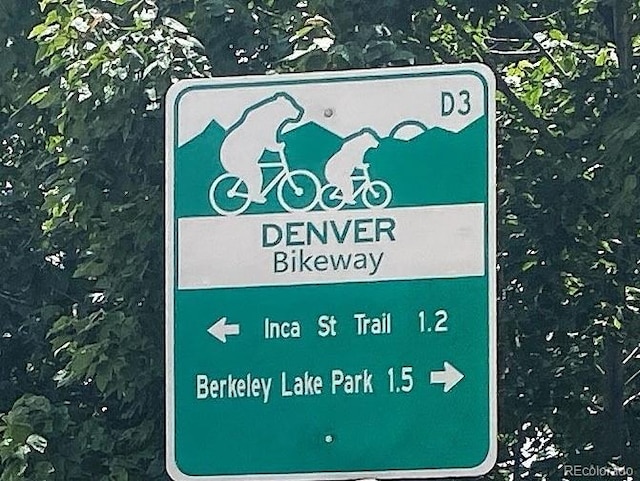 D3
DENVER
Bikeway
← Inca St Trail 1.2
Berkeley Lake Park 1.5 →
REcolorado